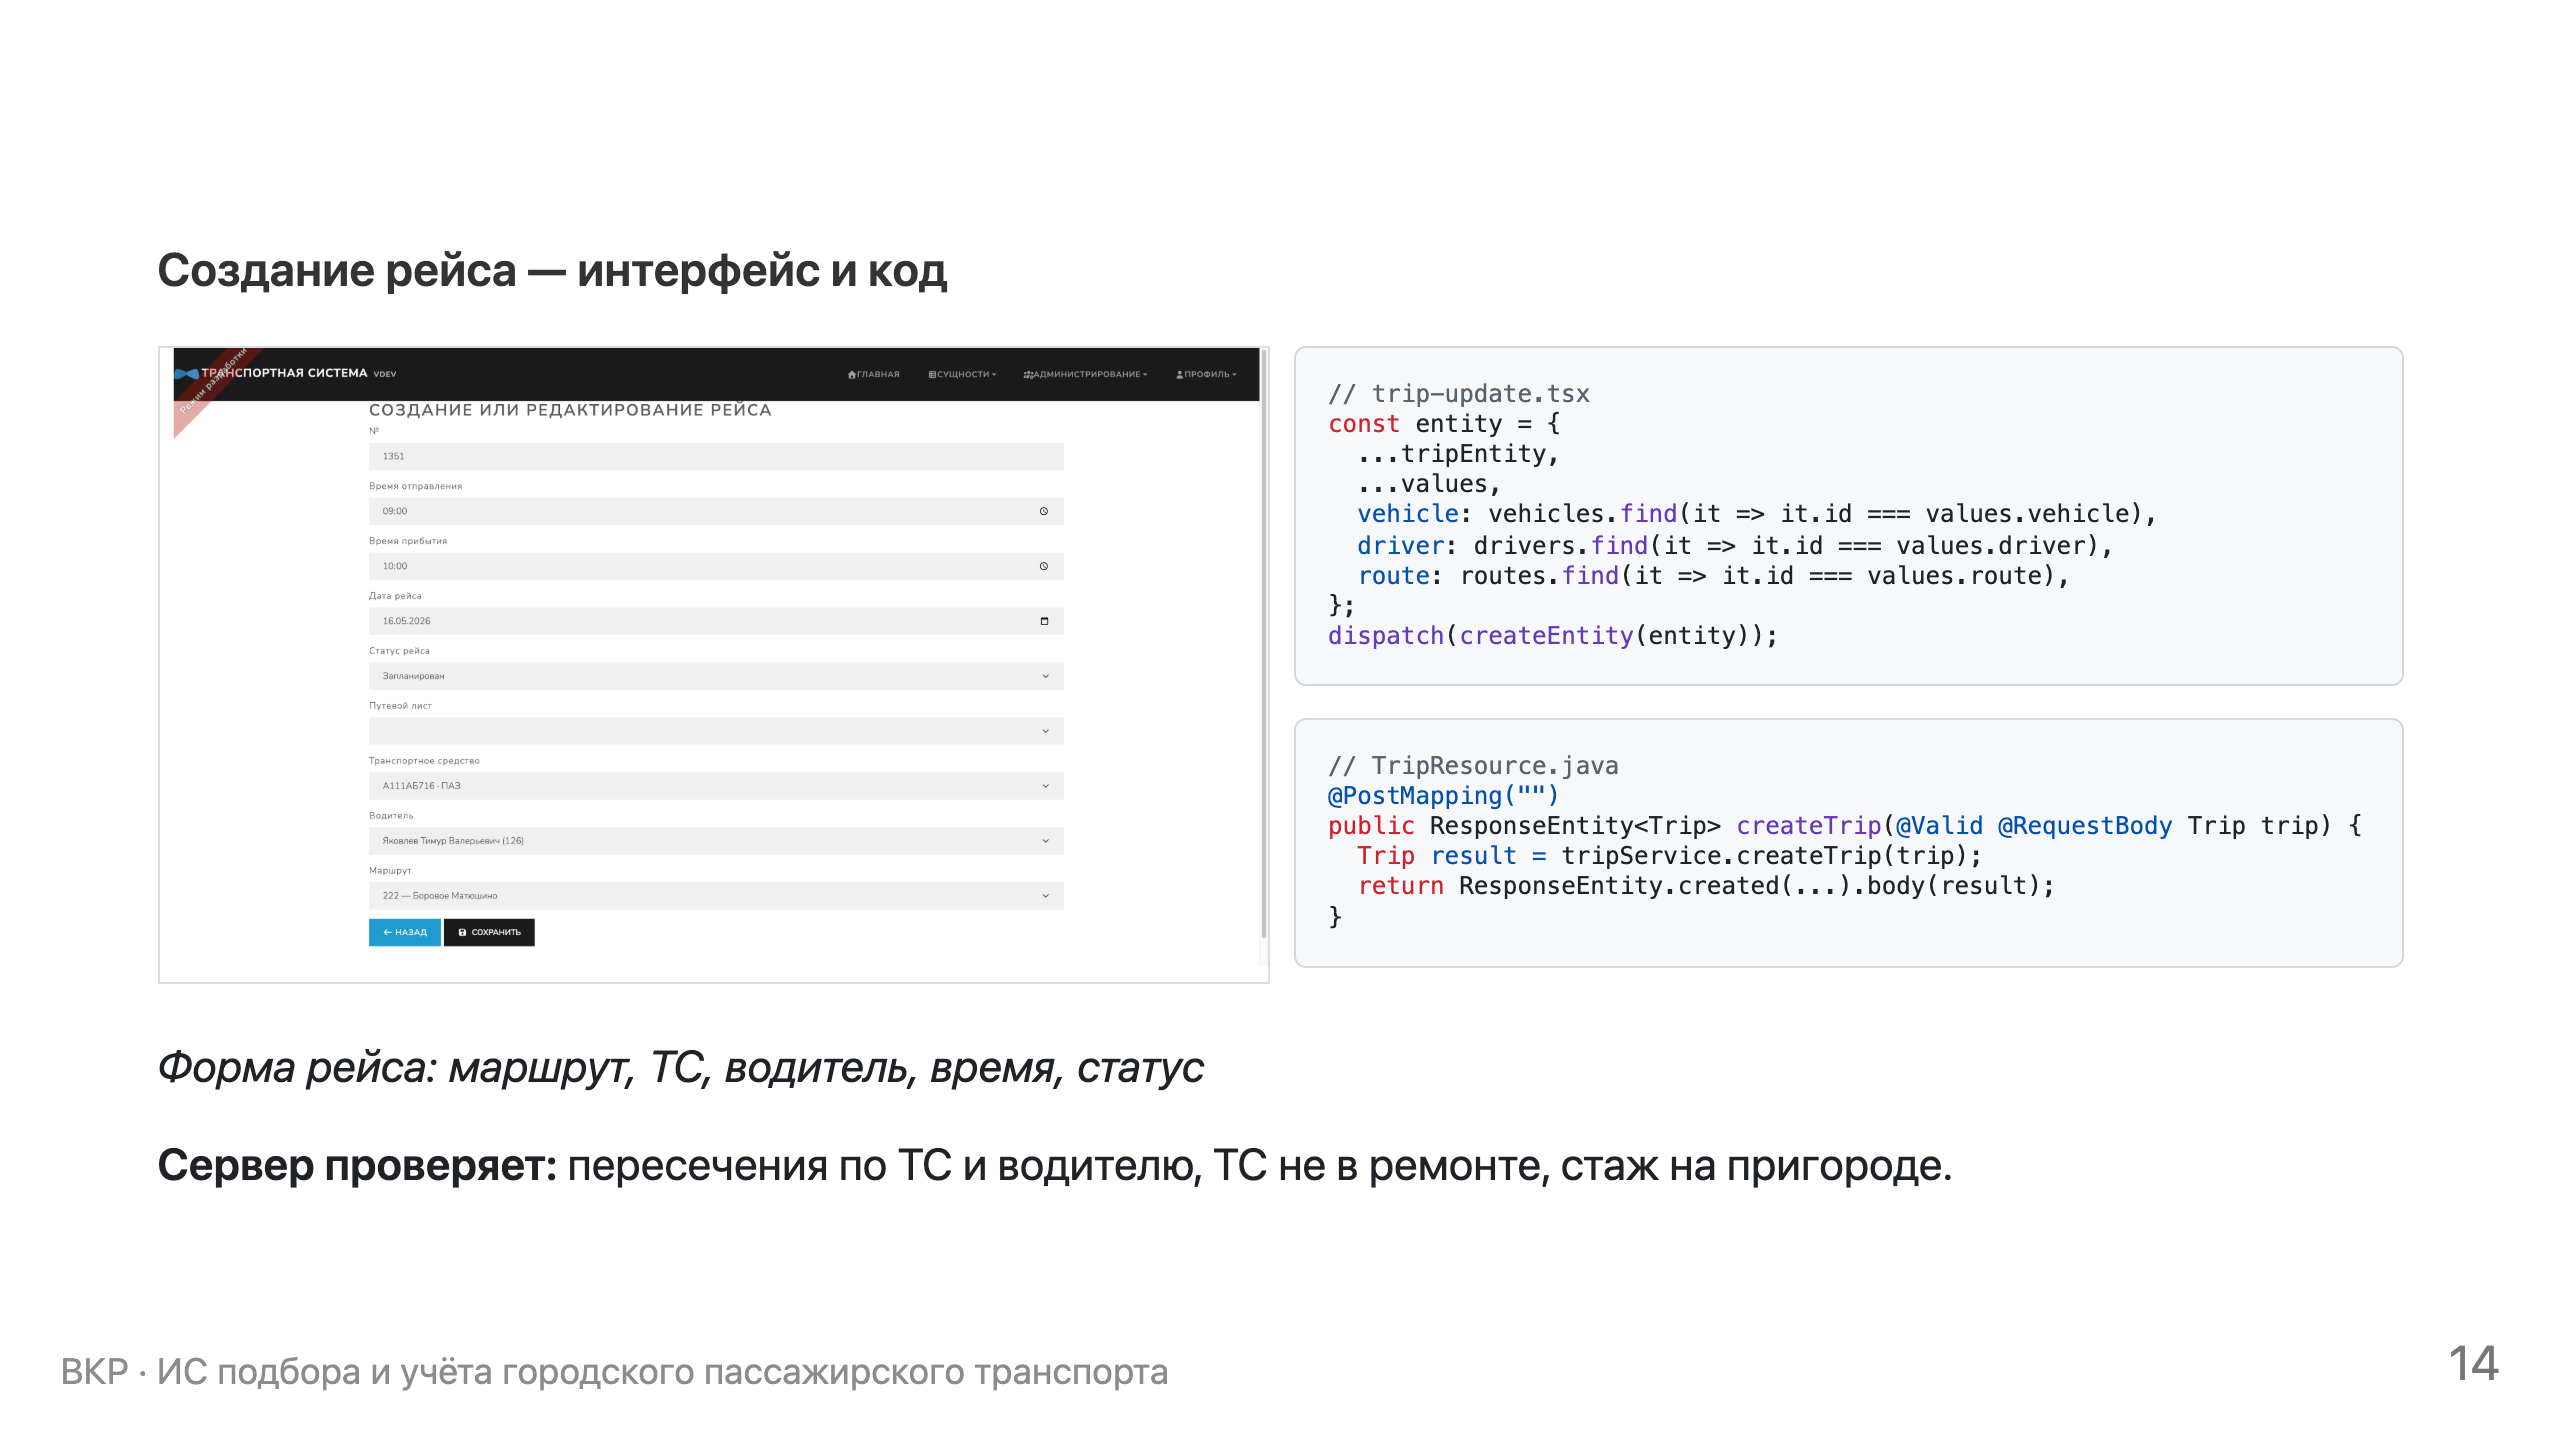 Создание рейса — интерфейс и код
Режим разработки
ТРАНСПОРТНАЯ СИСТЕМА VDEV
ГЛАВНАЯ
СУЩНОСТИ
АДМИНИСТРИРОВАНИЕ
ПРОФИЛЬ
СОЗДАНИЕ ИЛИ РЕДАКТИРОВАНИЕ РЕЙСА
№
1351
Время отправления
09:00
Время прибытия
10:00
Дата рейса
16.05.2026
Статус рейса
Запланирован
Путевой лист
Транспортное средство
А111АБ716 · ПАЗ
Водитель
Яковлев Тимур Валерьевич (126)
Маршрут
222 — Боровое Матюшино
← НАЗАД
СОХРАНИТЬ
// trip-update.tsx
const entity = {
...tripEntity,
...values,
vehicle: vehicles.find(it => it.id === values.vehicle),
driver: drivers.find(it => it.id === values.driver),
route: routes.find(it => it.id === values.route),
};
dispatch(createEntity(entity));
// TripResource.java
@PostMapping("")
public ResponseEntity<Trip> createTrip(@Valid @RequestBody Trip trip) {
Trip result = tripService.createTrip(trip);
return ResponseEntity.created(...).body(result);
}
Форма рейса: маршрут, ТС, водитель, время, статус
Сервер проверяет: пересечения по ТС и водителю, ТС не в ремонте, стаж на пригороде.
ВКР · ИС подбора и учёта городского пассажирского транспорта
14